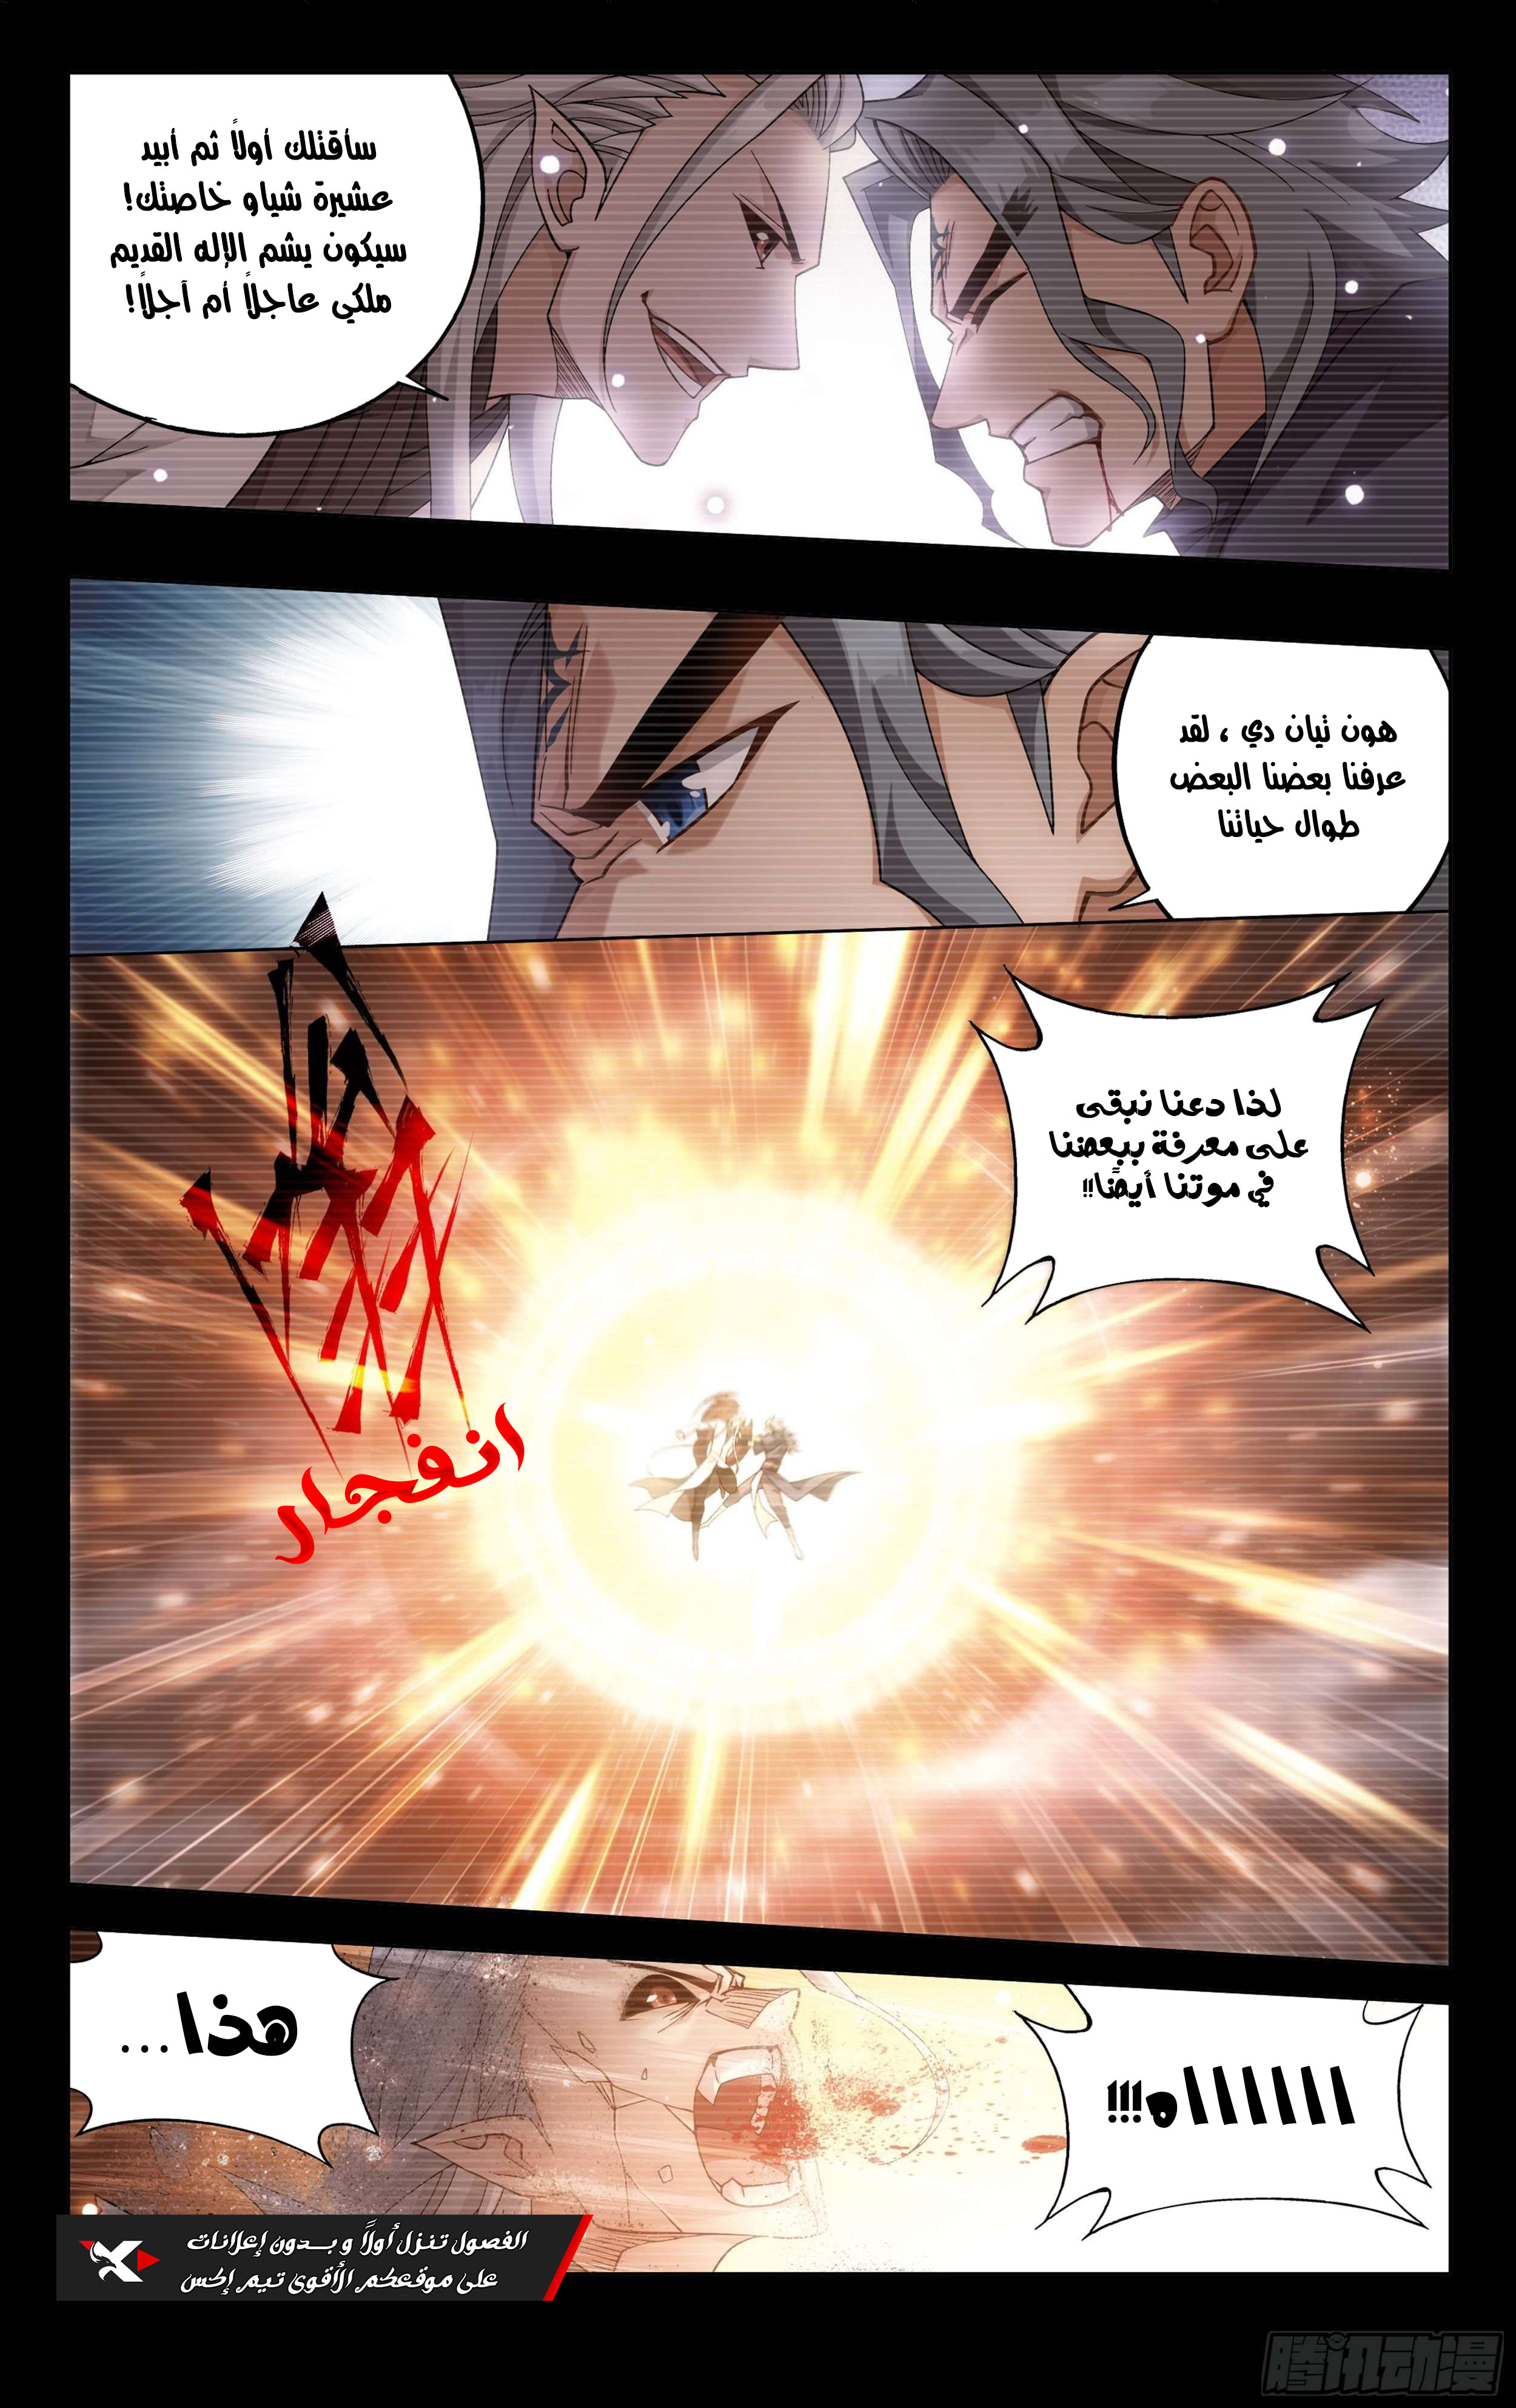 سأقتلك أولاً ثم أبيد
عشيرة شياو خاصتك!
سيكون يشم الإله القديم
ملكي عاجلاً أم آجلاً!
هون تيان دي ، لقد
عرفنا بعضنا البعض
طوال حياتنا
لذا دعنا نبقى
على معرفة ببعضنا
في موتنا أيضًا!!
انفجار
اااااااه!!!
هذا...
الفصول تنزل أولاً و بــدون إعلانات
على موقعكم الأقوى تيم إكس
腾讯动漫